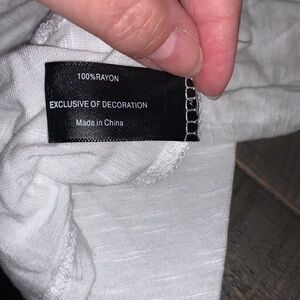 100%RAYON
EXCLUSIVE OF DECORATION
Made in China